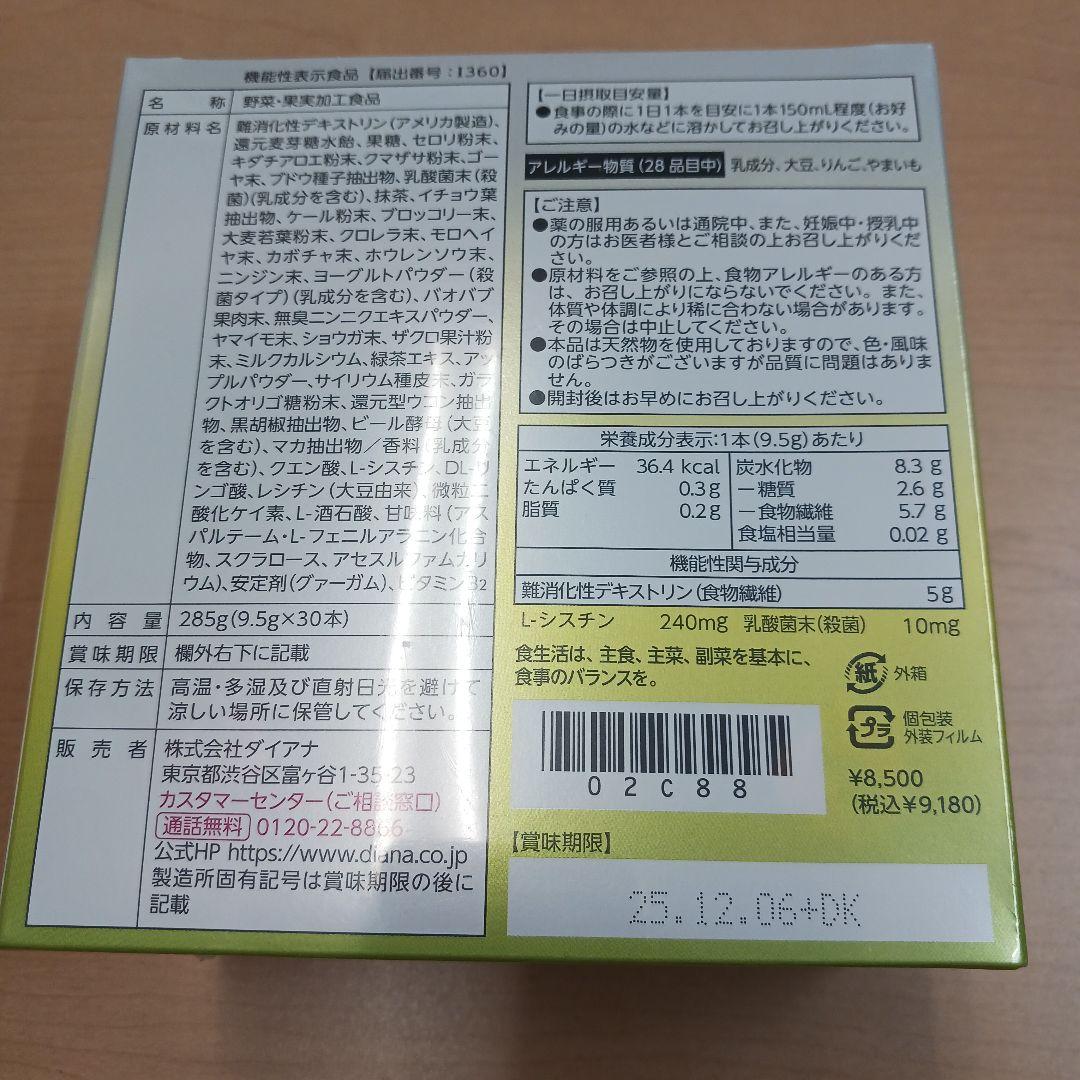 機能性表示食品【届出番号:I360】
名称 野菜・果実加工食品
原材料名 難消化性デキストリン(アメリカ製造)、
還元麦芽糖水飴、果糖、セロリ粉末、
キダチアロエ粉末、クマザサ粉末、ゴー
ヤ末、ブドウ種子抽出物、乳酸菌末(殺
菌)(乳成分を含む)、抹茶、イチョウ葉
抽出物、ケール粉末、ブロッコリー末、
大麦若葉粉末、クロレラ末、モロヘイ
ヤ末、カボチャ末、ホウレンソウ末、
ニンジン末、ヨーグルトパウダー(殺
菌タイプ)(乳成分を含む)、バオバブ
果肉末、無臭ニンニクエキスパウダー、
ヤマイモ末、ショウガ末、ザクロ果汁粉
末、ミルクカルシウム、緑茶エキス、アッ
プルパウダー、サイリウム種皮末、ガラ
クトオリゴ糖粉末、還元型ウコン抽出
物、黒胡椒抽出物、ビール酵母(大豆
を含む)、マカ抽出物/香料(乳成分
を含む)、クエン酸、L-シスチン、DL-リ
ンゴ酸、レシチン(大豆由来)、微粒二
酸化ケイ素、L-酒石酸、甘味料(アス
パルテーム・L-フェニルアラニン化合
物、スクラロース、アセスルファムカリ
ウム)、安定剤(グァーガム)、ビタミンB2
内容量 285g(9.5g×30本)
賞味期限 欄外右下に記載
保存方法 高温・多湿及び直射日光を避けて
涼しい場所に保管してください。
販売者 株式会社ダイアナ
東京都渋谷区富ヶ谷1-35-23
カスタマーセンター(ご相談窓口)
通話無料 0120-22-8866
公式HP https://www.diana.co.jp
製造所固有記号は賞味期限の後に
記載
【一日摂取目安量】
●食事の際に1日1本を目安に1本150mL程度(お好
みの量)の水などに溶かしてお召し上がりください。
アレルギー物質(28品目中) 乳成分、大豆、りんご、やまいも
【ご注意】
●薬の服用あるいは通院中、また、妊娠中・授乳中
の方はお医者様とご相談の上お召し上がりくだ
さい。
●原材料をご参照の上、食物アレルギーのある方
は、お召し上がりにならないでください。また、
体質や体調により稀に合わない場合があります。
その場合は中止してください。
●本品は天然物を使用しておりますので、色・風味
のばらつきがございますが品質に問題はありま
せん。
●開封後はお早めにお召し上がりください。
栄養成分表示:1本(9.5g)あたり
エネルギー 36.4 kcal 炭水化物 8.3 g
たんぱく質 0.3 g -糖質 2.6 g
脂質 0.2 g -食物繊維 5.7 g
食塩相当量 0.02 g
機能性関与成分
難消化性デキストリン(食物繊維) 5g
L-シスチン 240mg 乳酸菌末(殺菌) 10mg
食生活は、主食、主菜、副菜を基本に、
食事のバランスを。
紙 外箱
プラ 個包装
外装フィルム
02C88
¥8,500
(税込¥9,180)
【賞味期限】
25.12.06+DK